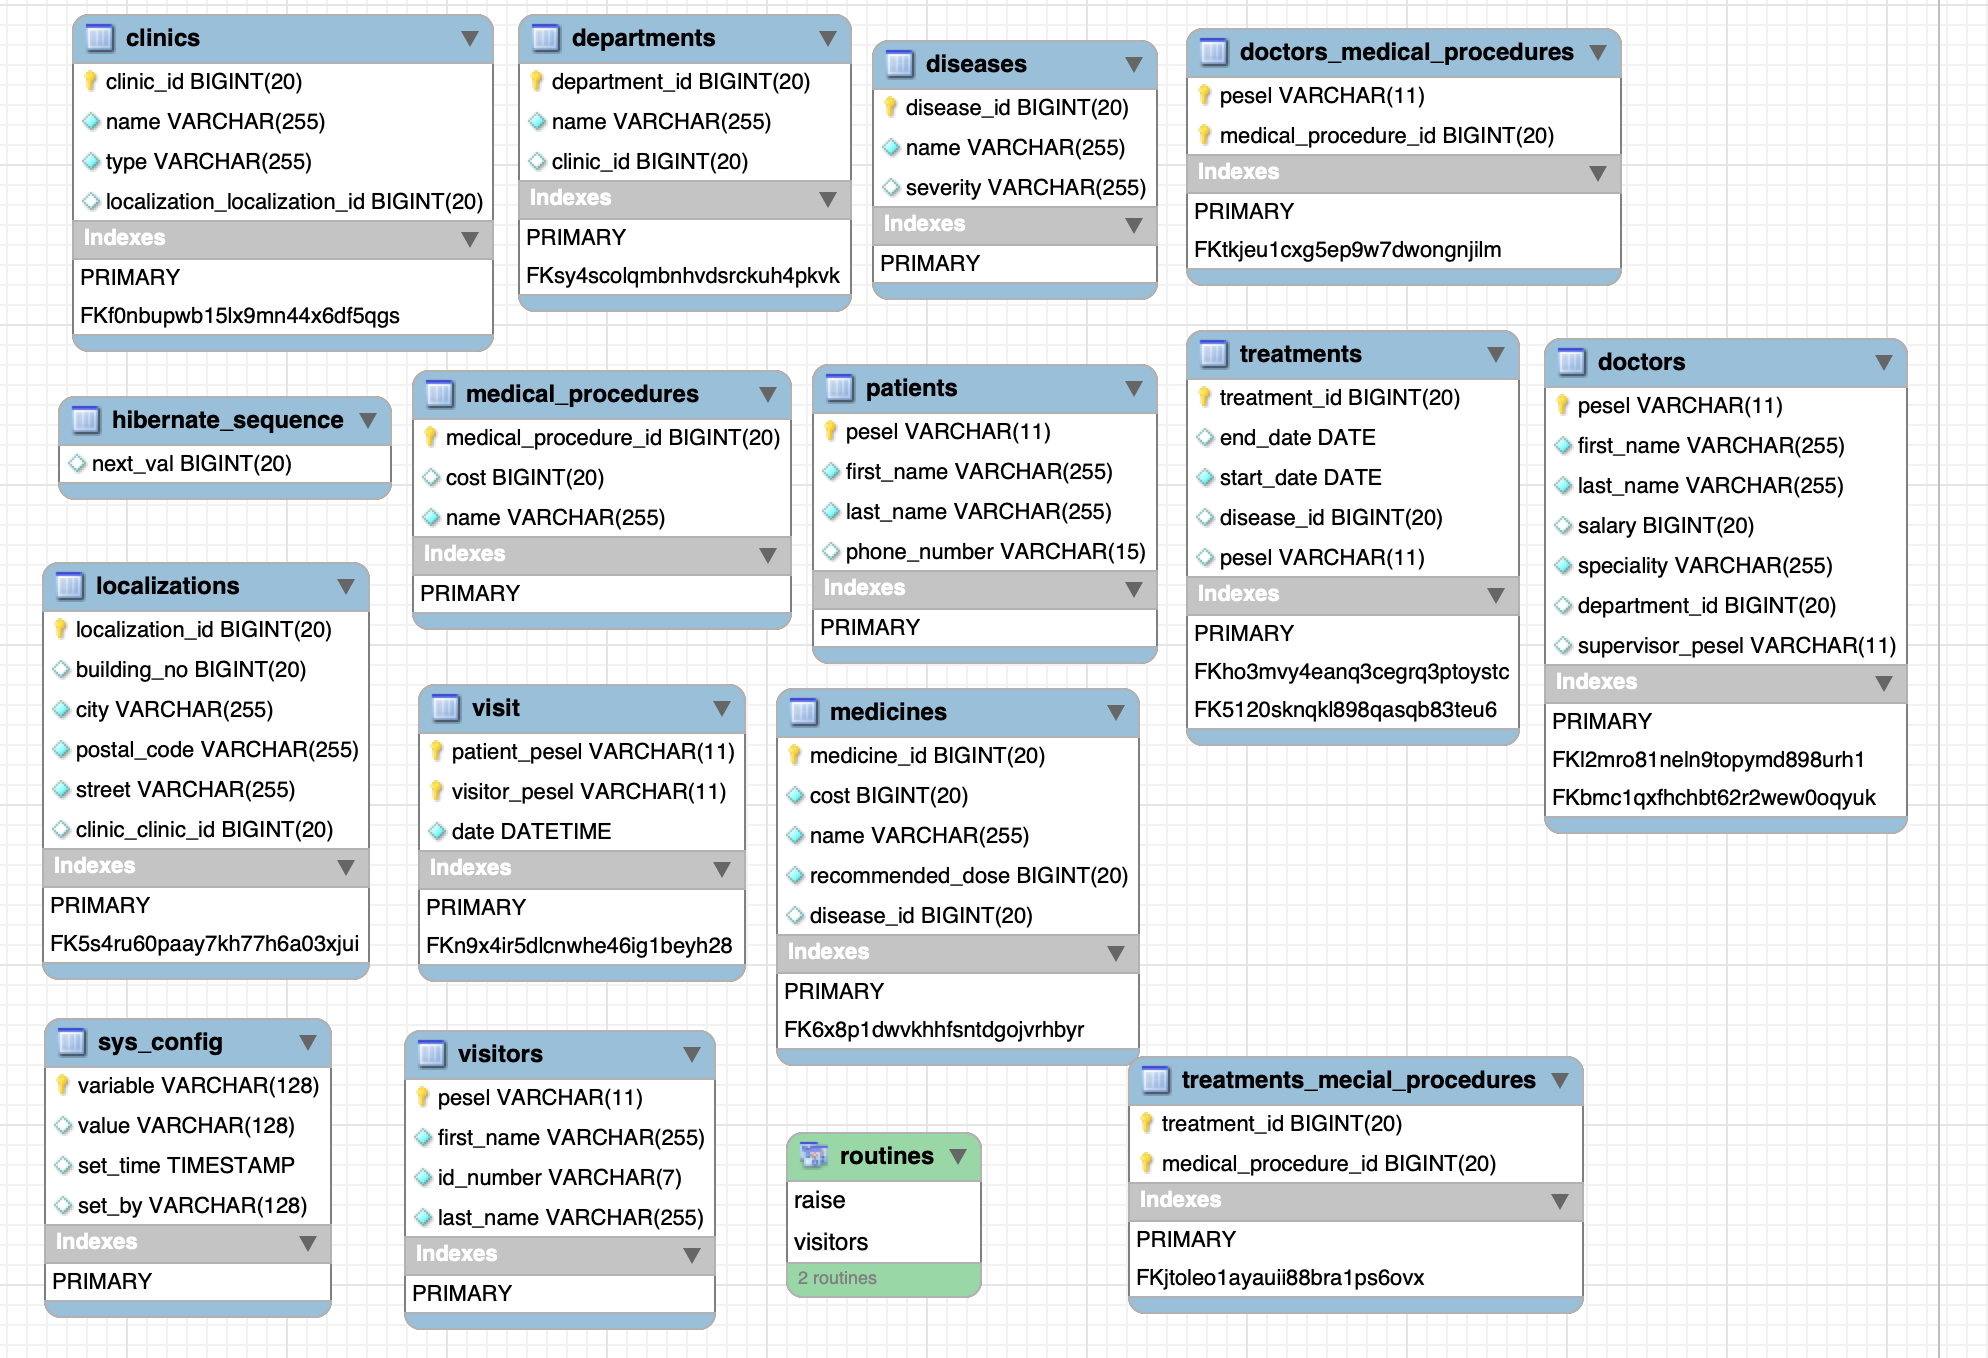 clinics
clinic_id BIGINT(20)
name VARCHAR(255)
type VARCHAR(255)
localization_localization_id BIGINT(20)
Indexes
PRIMARY
FKf0nbupwb15lx9mn44x6df5qgs
departments
department_id BIGINT(20)
name VARCHAR(255)
clinic_id BIGINT(20)
Indexes
PRIMARY
FKsy4scolqmbnhvdsrckuh4pkvk
diseases
disease_id BIGINT(20)
name VARCHAR(255)
severity VARCHAR(255)
Indexes
PRIMARY
doctors_medical_procedures
pesel VARCHAR(11)
medical_procedure_id BIGINT(20)
Indexes
PRIMARY
FKtkjeu1cxg5ep9w7dwongnjilm
hibernate_sequence
next_val BIGINT(20)
medical_procedures
medical_procedure_id BIGINT(20)
cost BIGINT(20)
name VARCHAR(255)
Indexes
PRIMARY
patients
pesel VARCHAR(11)
first_name VARCHAR(255)
last_name VARCHAR(255)
phone_number VARCHAR(15)
Indexes
PRIMARY
treatments
treatment_id BIGINT(20)
end_date DATE
start_date DATE
disease_id BIGINT(20)
pesel VARCHAR(11)
Indexes
PRIMARY
FKho3mvy4eanq3cegrq3ptoystc
FK5120sknqkl898qasqb83teu6
doctors
pesel VARCHAR(11)
first_name VARCHAR(255)
last_name VARCHAR(255)
salary BIGINT(20)
speciality VARCHAR(255)
department_id BIGINT(20)
supervisor_pesel VARCHAR(11)
Indexes
PRIMARY
FKl2mro81neln9topymd898urh1
FKbmc1qxfhchbt62r2wew0oqyuk
localizations
localization_id BIGINT(20)
building_no BIGINT(20)
city VARCHAR(255)
postal_code VARCHAR(255)
street VARCHAR(255)
clinic_clinic_id BIGINT(20)
Indexes
PRIMARY
FK5s4ru60paay7kh77h6a03xjui
visit
patient_pesel VARCHAR(11)
visitor_pesel VARCHAR(11)
date DATETIME
Indexes
PRIMARY
FKn9x4ir5dlcnwhe46ig1beyh28
medicines
medicine_id BIGINT(20)
cost BIGINT(20)
name VARCHAR(255)
recommended_dose BIGINT(20)
disease_id BIGINT(20)
Indexes
PRIMARY
FK6x8p1dwvkhhfsntdgojvrhbyr
sys_config
variable VARCHAR(128)
value VARCHAR(128)
set_time TIMESTAMP
set_by VARCHAR(128)
Indexes
PRIMARY
visitors
pesel VARCHAR(11)
first_name VARCHAR(255)
id_number VARCHAR(7)
last_name VARCHAR(255)
Indexes
PRIMARY
routines
raise
visitors
2 routines
treatments_mecial_procedures
treatment_id BIGINT(20)
medical_procedure_id BIGINT(20)
Indexes
PRIMARY
FKjtoleo1ayauii88bra1ps6ovx